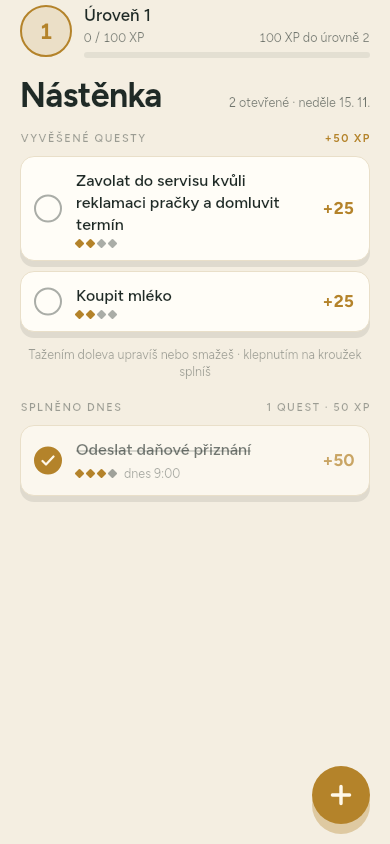 1
Úroveň 1
0 / 100 XP
100 XP do úrovně 2
Nástěnka
2 otevřené · neděle 15. 11.
VYVĚŠENÉ QUESTY
+50 XP
Zavolat do servisu kvůli
reklamaci pračky a domluvit
termín
+25
Koupit mléko
+25
Tažením doleva upravíš nebo smažeš · klepnutím na kroužek
splníš
SPLNĚNO DNES
1 QUEST · 50 XP
Odeslat daňové přiznání
dnes 9:00
+50